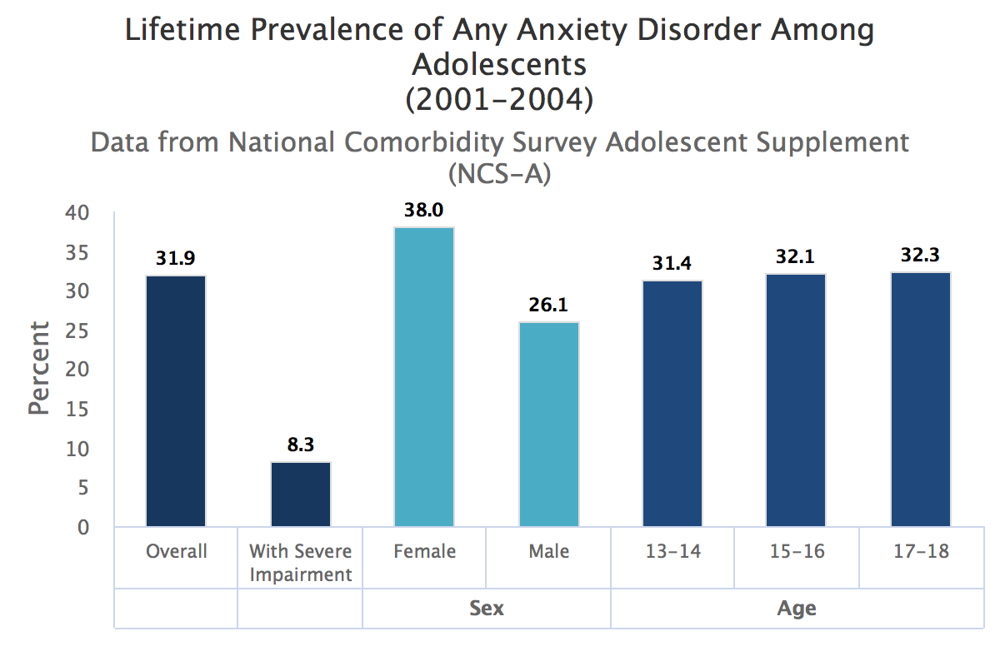 Lifetime Prevalence of Any Anxiety Disorder Among
Adolescents
(2001-2004)
Data from National Comorbidity Survey Adolescent Supplement
(NCS-A)
Percent
40
35
30
25
20
15
10
5
0
31.9
8.3
38.0
26.1
31.4
32.1
32.3
Overall
With Severe
Impairment
Female
Male
13-14
15-16
17-18
Sex
Age